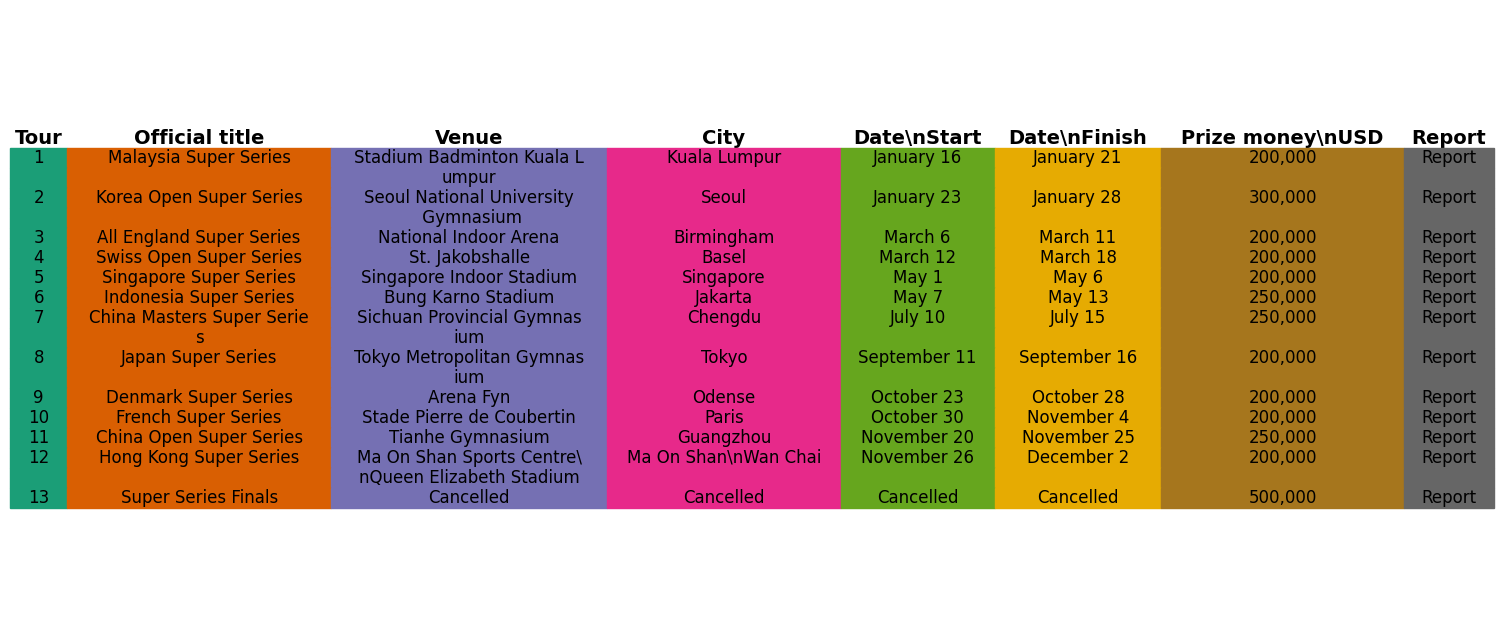 Tour Official title Venue City Date\nStart Date\nFinish Prize money\nUSD Report
1 Malaysia Super Series Stadium Badminton Kuala L Kuala Lumpur January 16 January 21 200,000 Report
umpur
2 Korea Open Super Series Seoul National University Seoul January 23 January 28 300,000 Report
Gymnasium
3 All England Super Series National Indoor Arena Birmingham March 6 March 11 200,000 Report
4 Swiss Open Super Series St. Jakobshalle Basel March 12 March 18 200,000 Report
5 Singapore Super Series Singapore Indoor Stadium Singapore May 1 May 6 200,000 Report
6 Indonesia Super Series Bung Karno Stadium Jakarta May 7 May 13 250,000 Report
7 China Masters Super Serie Sichuan Provincial Gymnas Chengdu July 10 July 15 250,000 Report
s ium
8 Japan Super Series Tokyo Metropolitan Gymnas Tokyo September 11 September 16 200,000 Report
ium
9 Denmark Super Series Arena Fyn Odense October 23 October 28 200,000 Report
10 French Super Series Stade Pierre de Coubertin Paris October 30 November 4 200,000 Report
11 China Open Super Series Tianhe Gymnasium Guangzhou November 20 November 25 250,000 Report
12 Hong Kong Super Series Ma On Shan Sports Centre\ Ma On Shan\nWan Chai November 26 December 2 200,000 Report
nQueen Elizabeth Stadium
13 Super Series Finals Cancelled Cancelled Cancelled Cancelled 500,000 Report